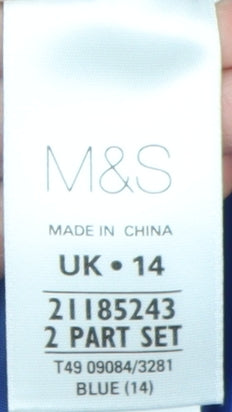 M&S
MADE IN CHINA
UK • 14
21185243
2 PART SET
T49 09084/3281
BLUE (14)